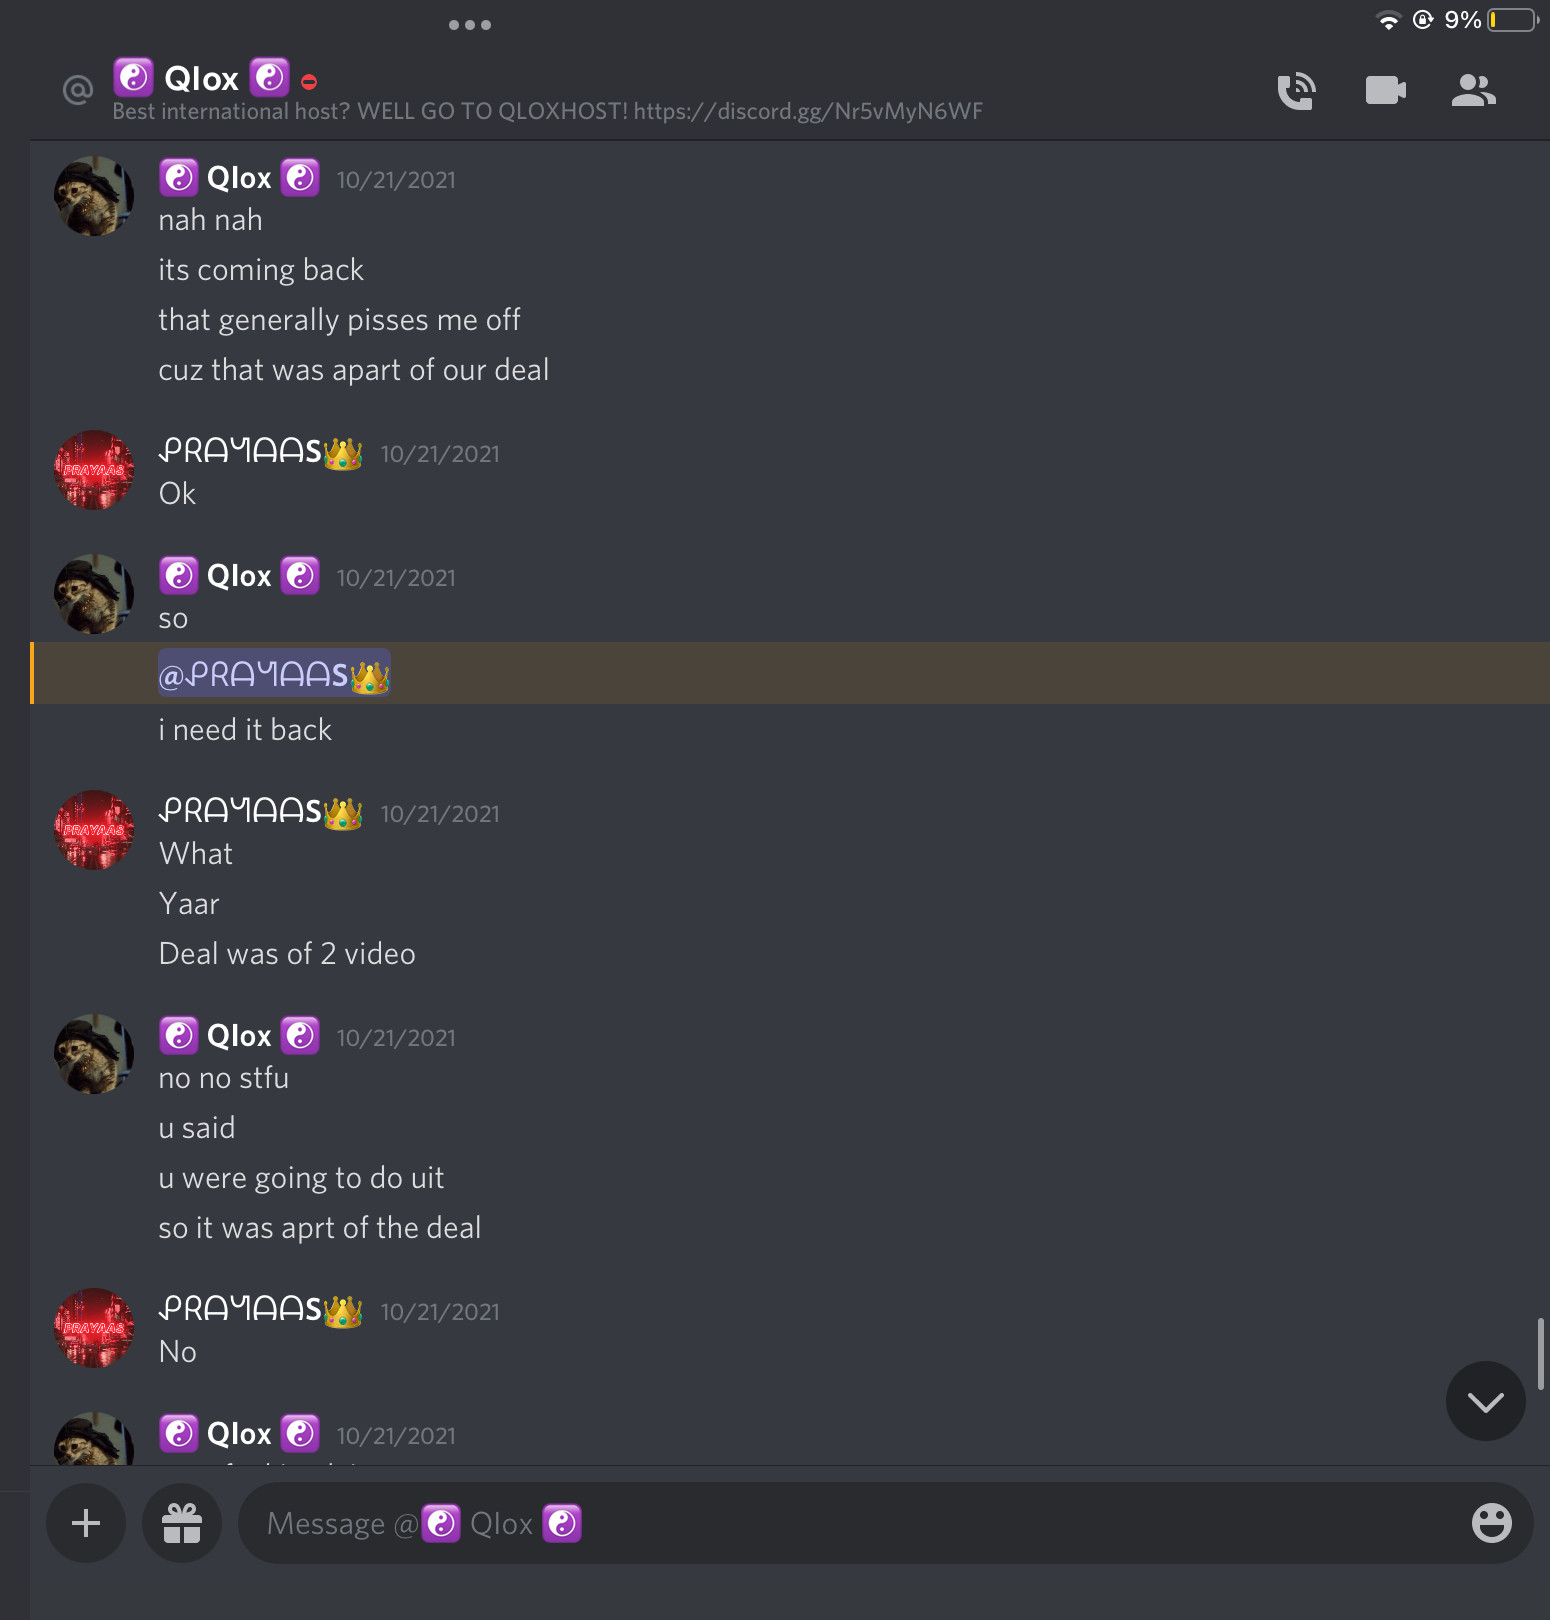 9%
@ ☯️ Qlox ☯️
Best international host? WELL GO TO QLOXHOST! https://discord.gg/Nr5vMyN6WF
☯️ Qlox ☯️ 10/21/2021
nah nah
its coming back
that generally pisses me off
cuz that was apart of our deal
PRAYAAS
ᎮᏒᗩᎩᗩᗩS👑 10/21/2021
Ok
☯️ Qlox ☯️ 10/21/2021
so
@ᎮᏒᗩᎩᗩᗩS👑
i need it back
PRAYAAS
ᎮᏒᗩᎩᗩᗩS👑 10/21/2021
What
Yaar
Deal was of 2 video
☯️ Qlox ☯️ 10/21/2021
no no stfu
u said
u were going to do uit
so it was aprt of the deal
PRAYAAS
ᎮᏒᗩᎩᗩᗩS👑 10/21/2021
No
☯️ Qlox ☯️ 10/21/2021
Message @☯️ Qlox ☯️